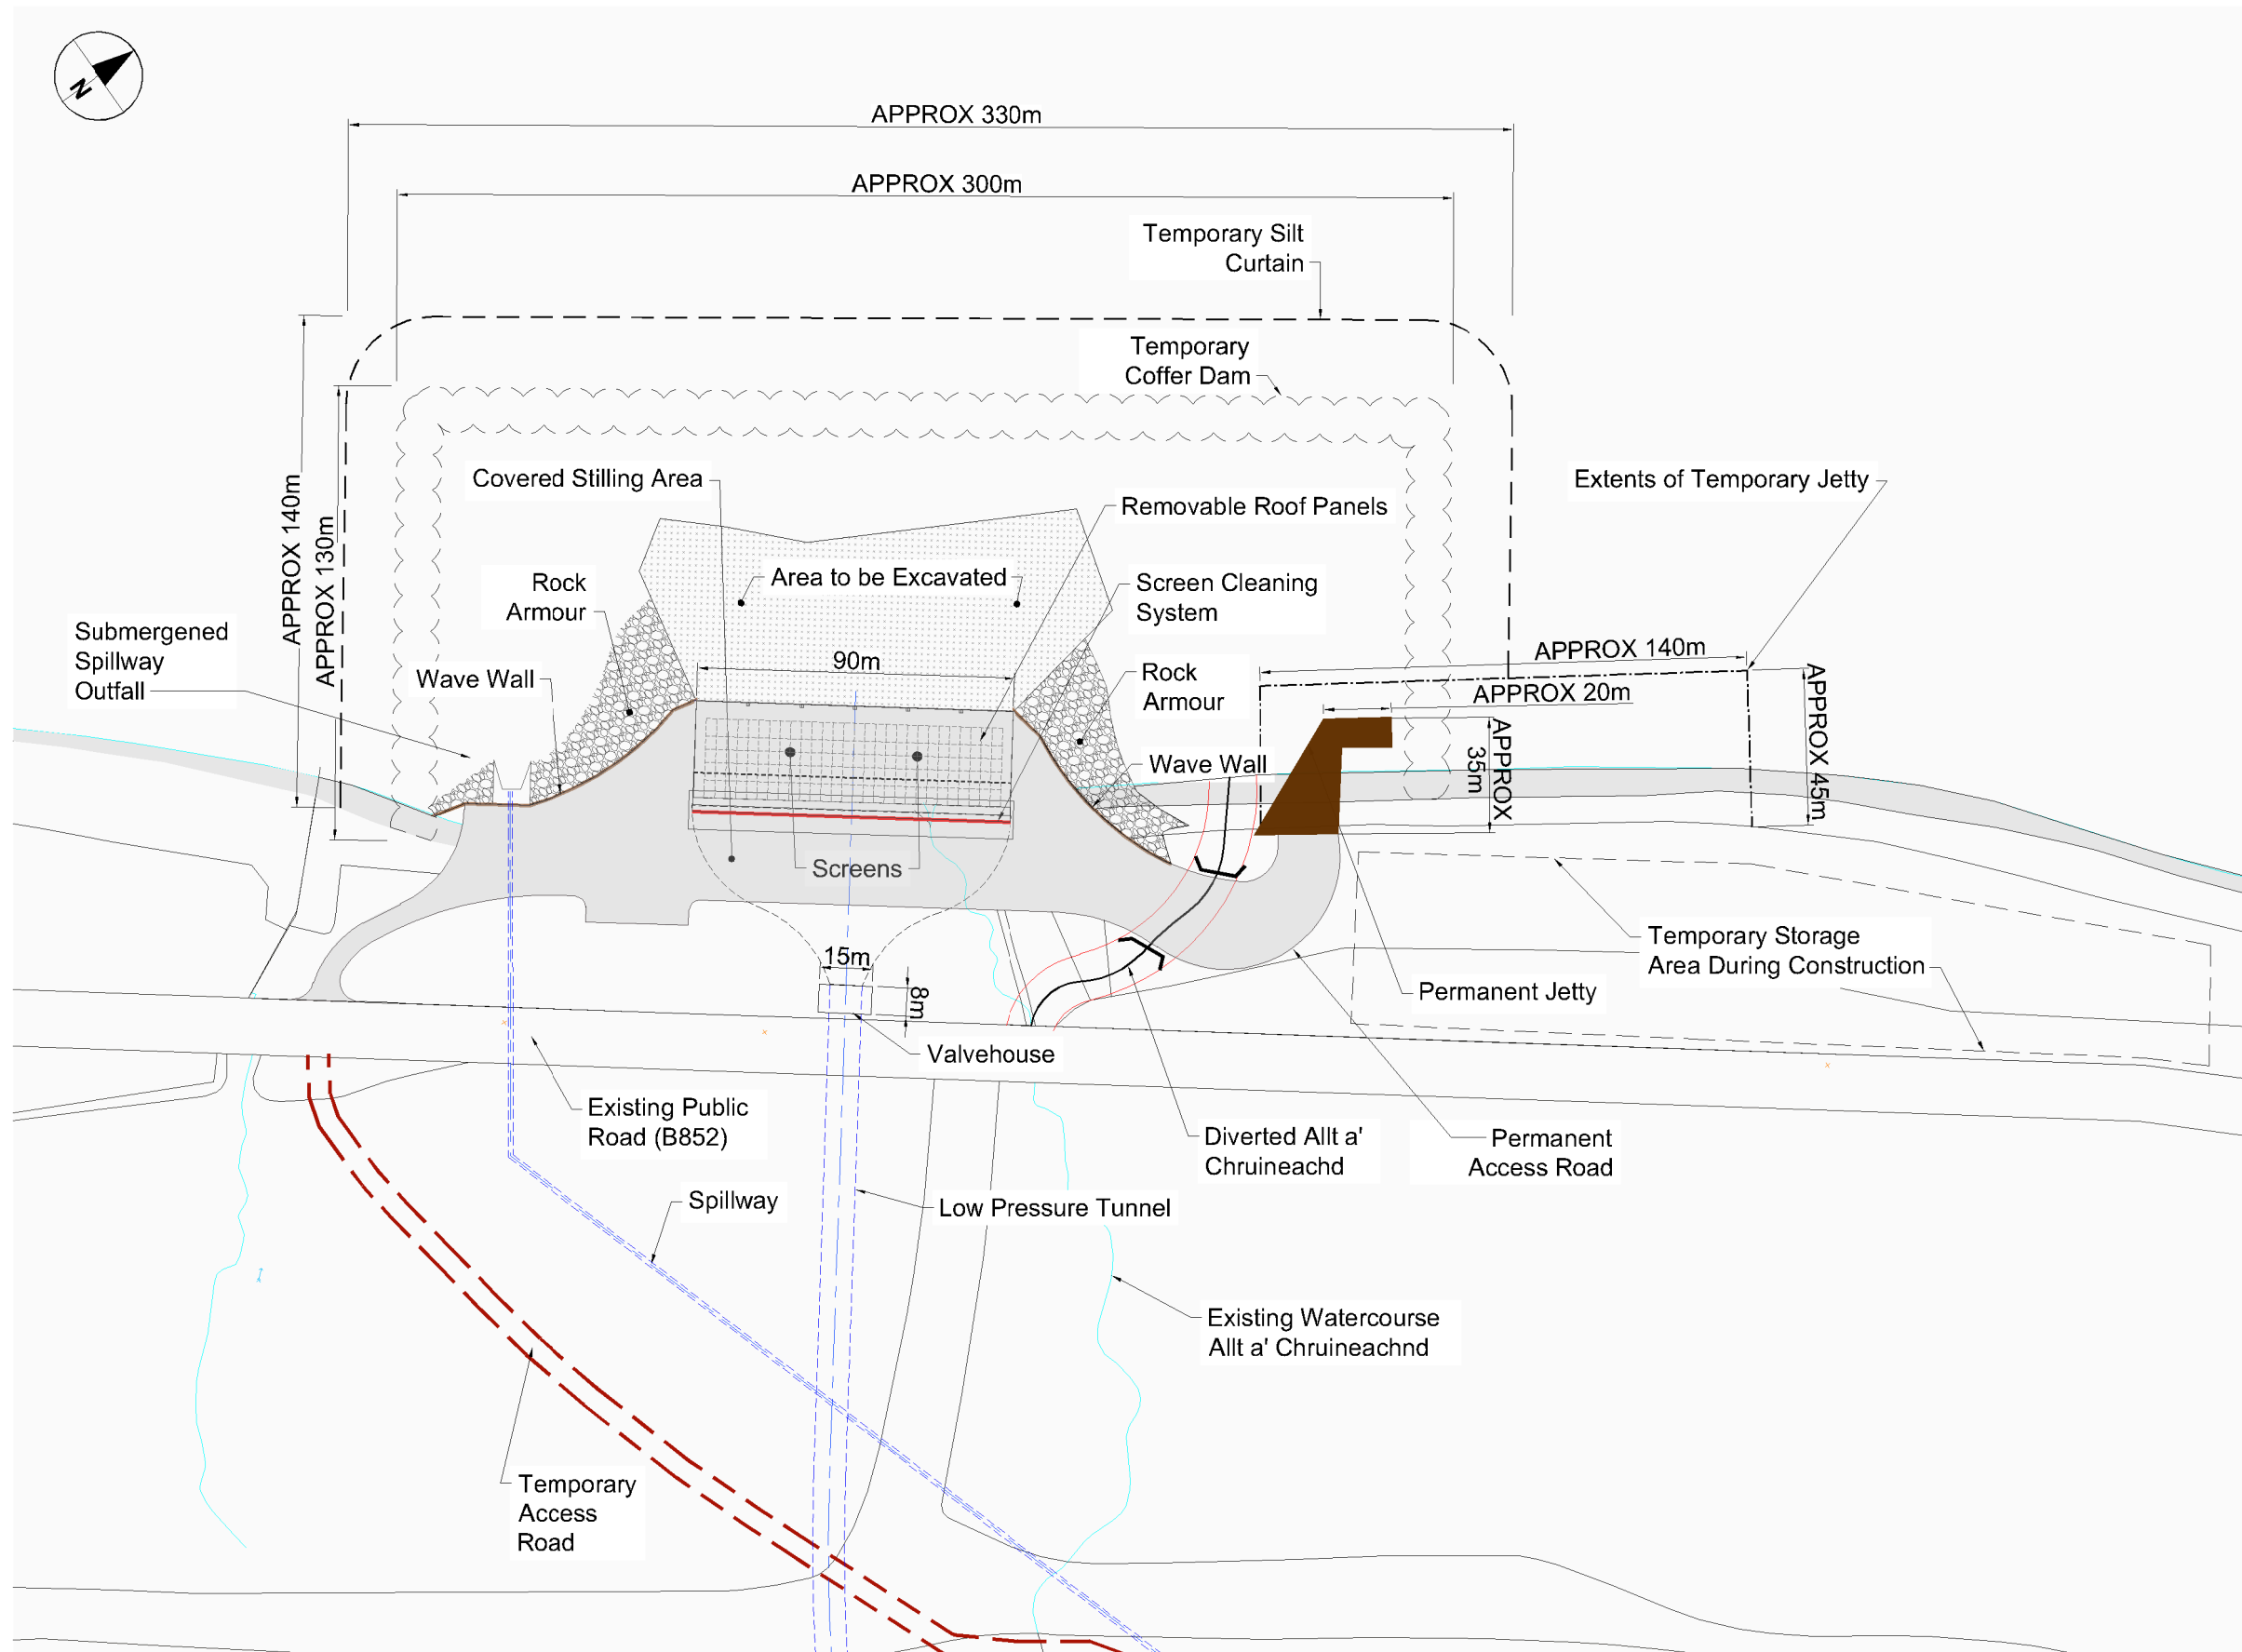 N
APPROX 330m
APPROX 300m
Temporary Silt
Curtain
Temporary
Coffer Dam
Covered Stilling Area
Removable Roof Panels
Extents of Temporary Jetty
APPROX 140m
APPROX 130m
Rock
Armour
Area to be Excavated
Screen Cleaning
System
Submergened
Spillway
Outfall
Wave Wall
90m
Rock
Armour
APPROX 140m
APPROX 20m
APPROX
35m
APPROX 45m
Wave Wall
Screens
15m
8m
Temporary Storage
Area During Construction
Permanent Jetty
Valvehouse
Existing Public
Road (B852)
Diverted Allt a'
Chruineachd
Permanent
Access Road
Spillway
Low Pressure Tunnel
Existing Watercourse
Allt a' Chruineachnd
Temporary
Access
Road